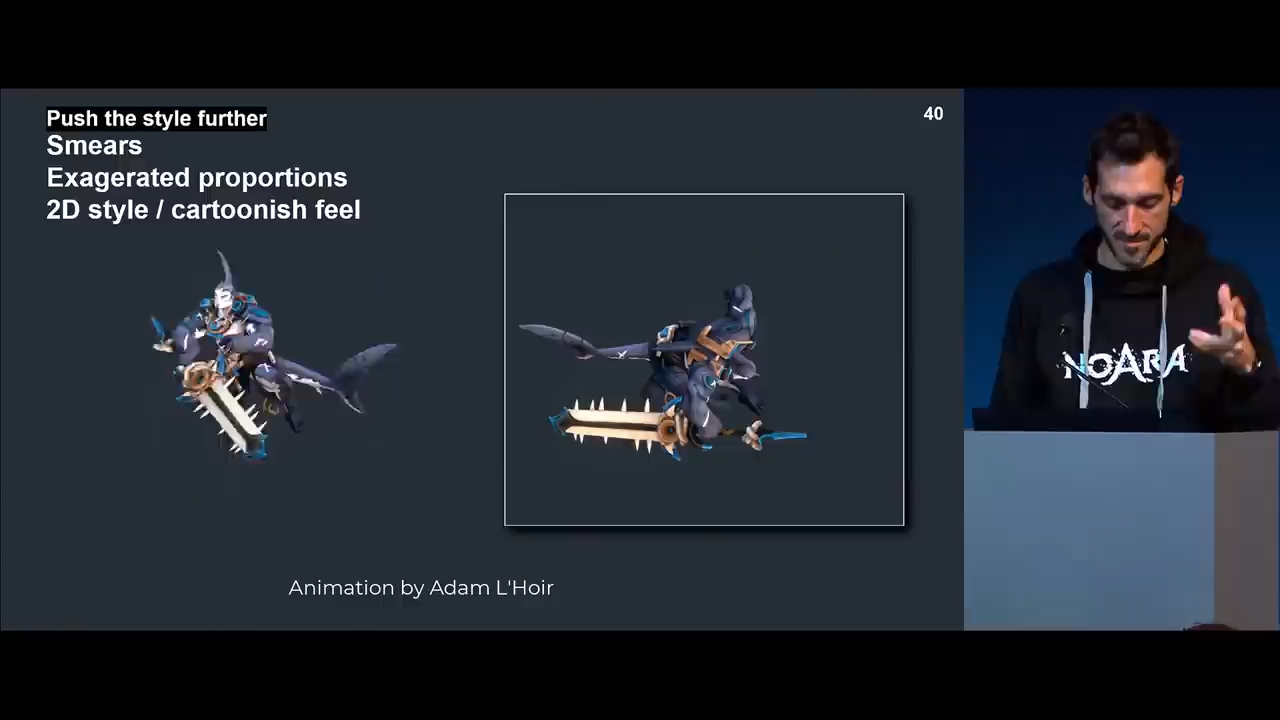 Push the style further
40
Smears
Exagerated proportions
2D style / cartoonish feel
NOARA
Animation by Adam L'Hoir